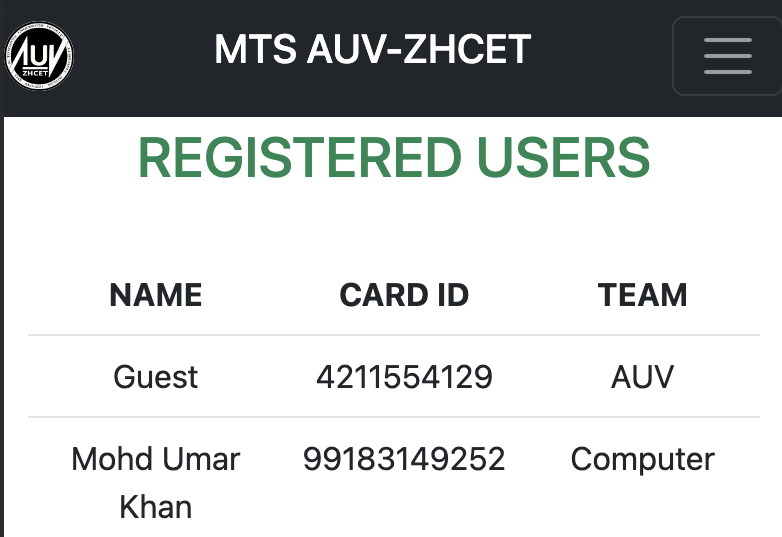 AUV
ZHCET
MTS AUV-ZHCET
REGISTERED USERS
NAME CARD ID TEAM
Guest 4211554129 AUV
Mohd Umar Khan 99183149252 Computer